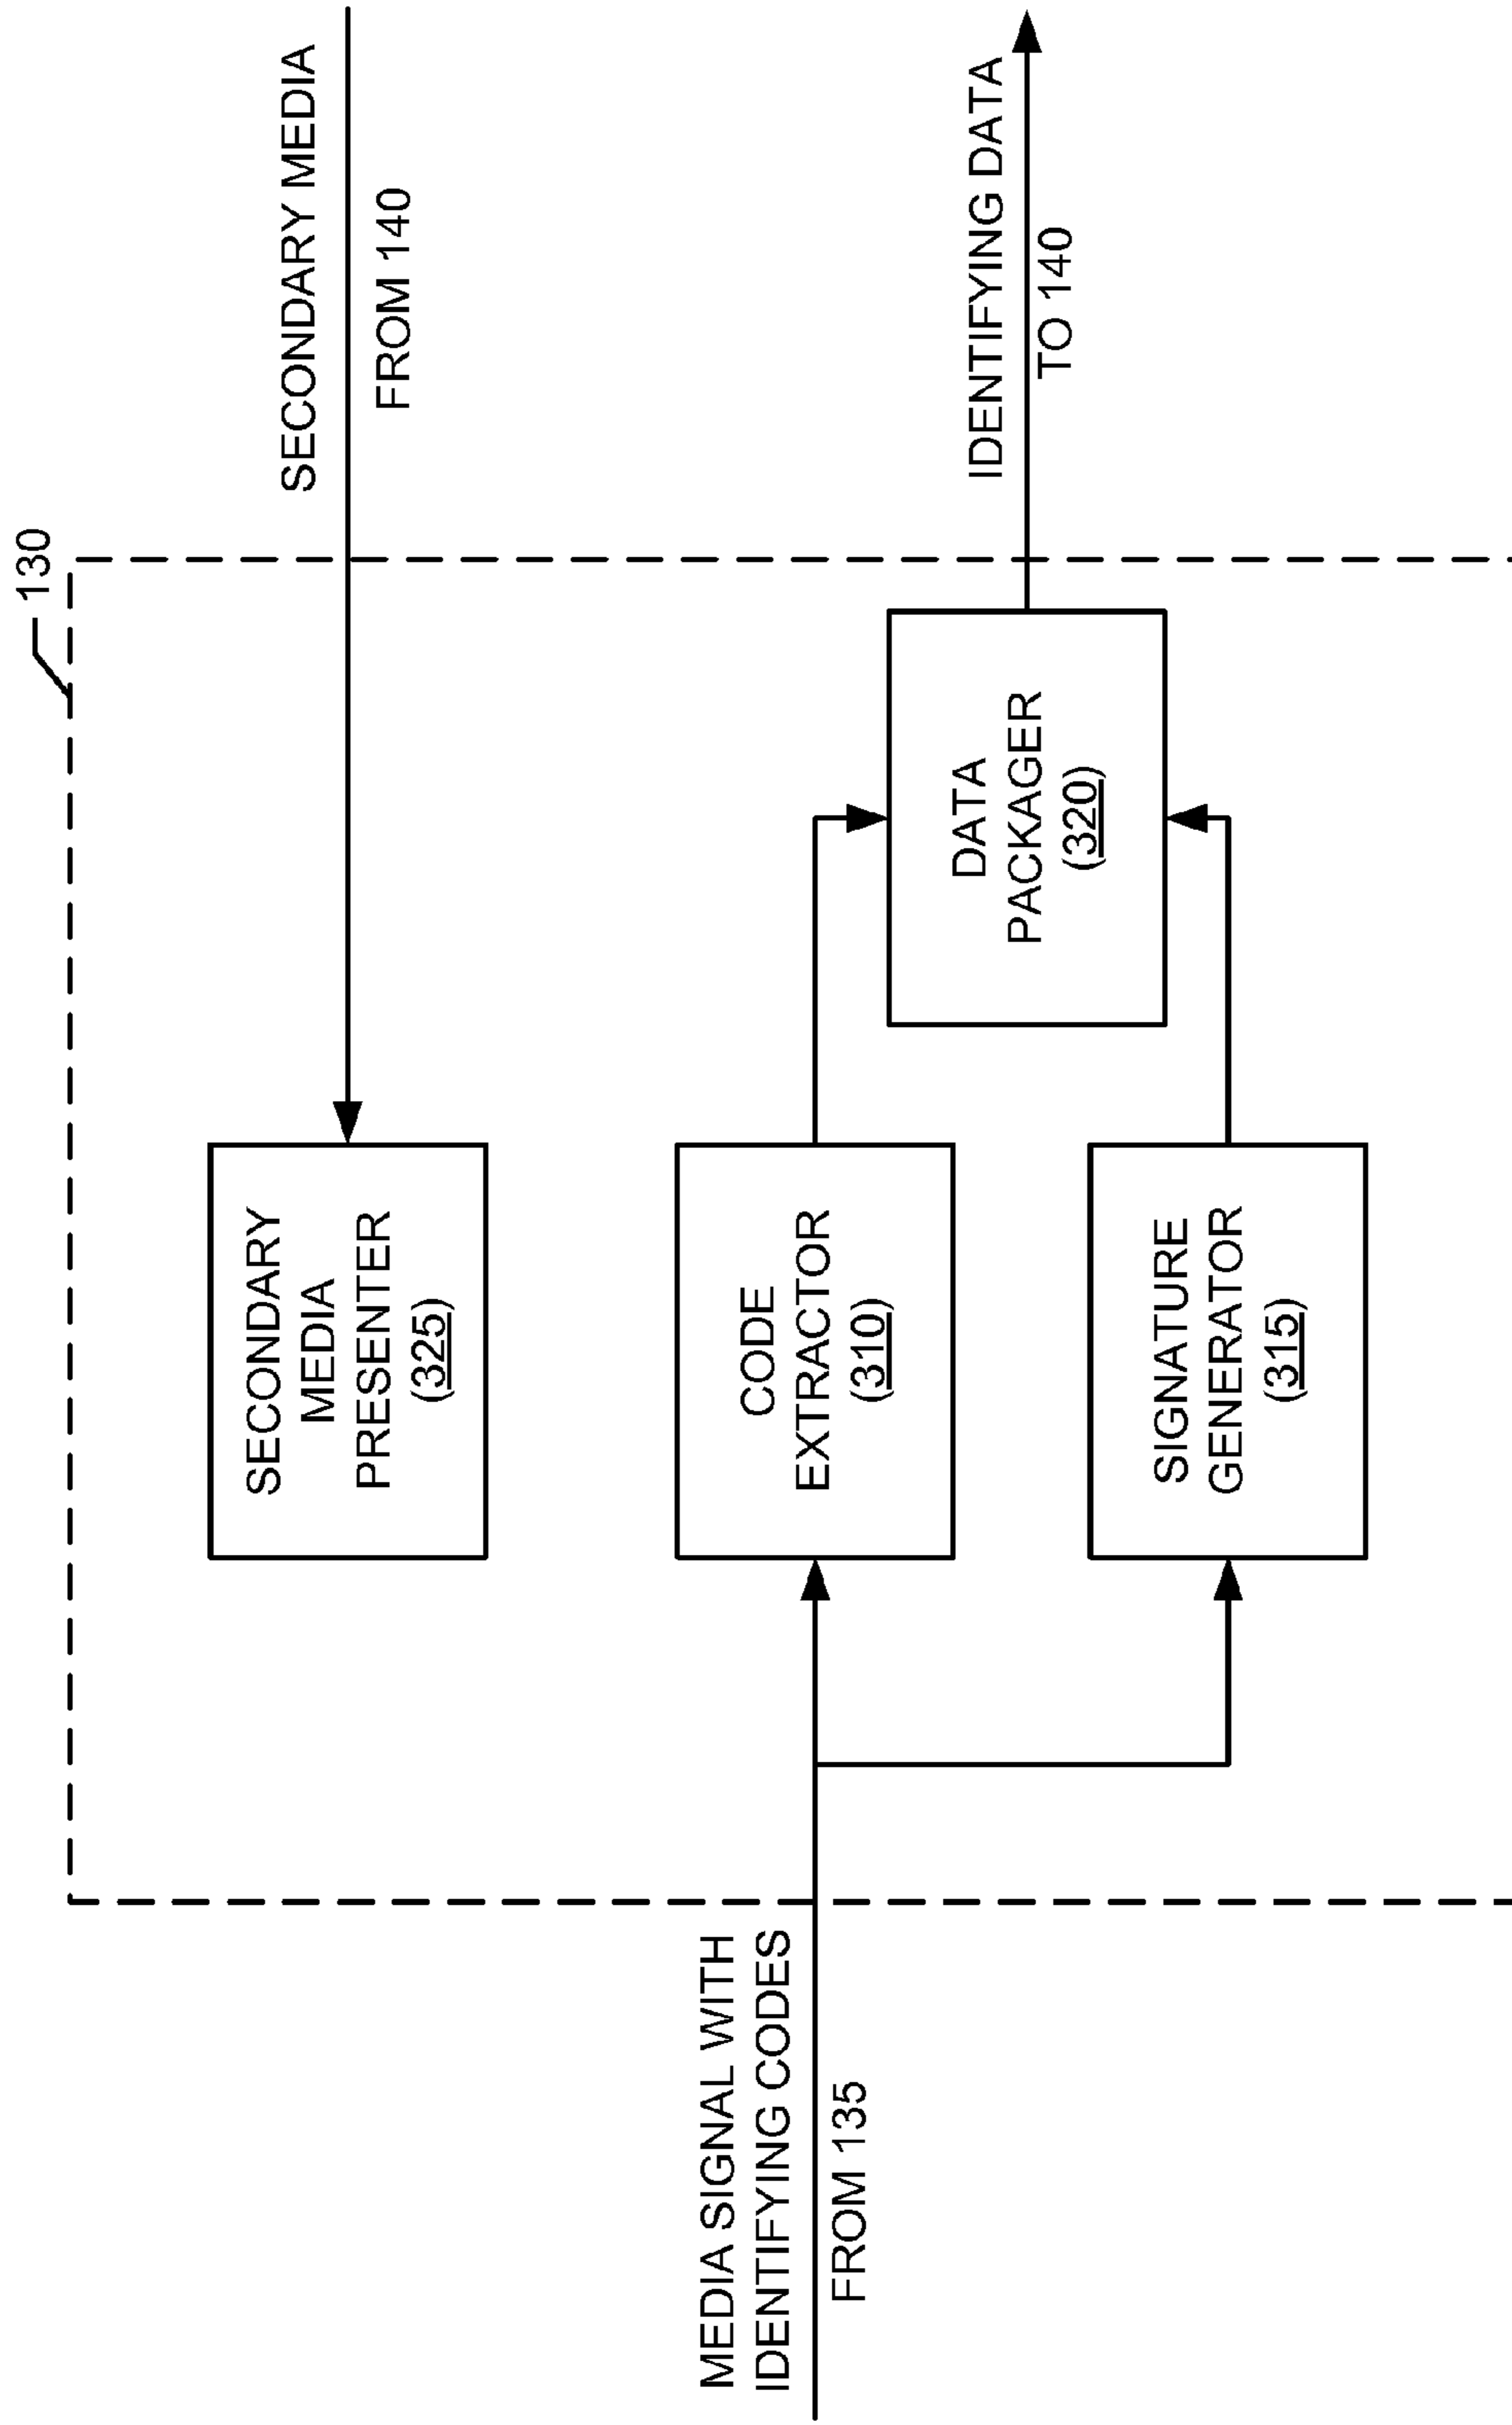 130
SECONDARY MEDIA
FROM 140
SECONDARY
MEDIA
PRESENTER
(325)
MEDIA SIGNAL WITH
IDENTIFYING CODES
FROM 135
CODE
EXTRACTOR
(310)
DATA
PACKAGER
(320)
IDENTIFYING DATA
TO 140
SIGNATURE
GENERATOR
(315)